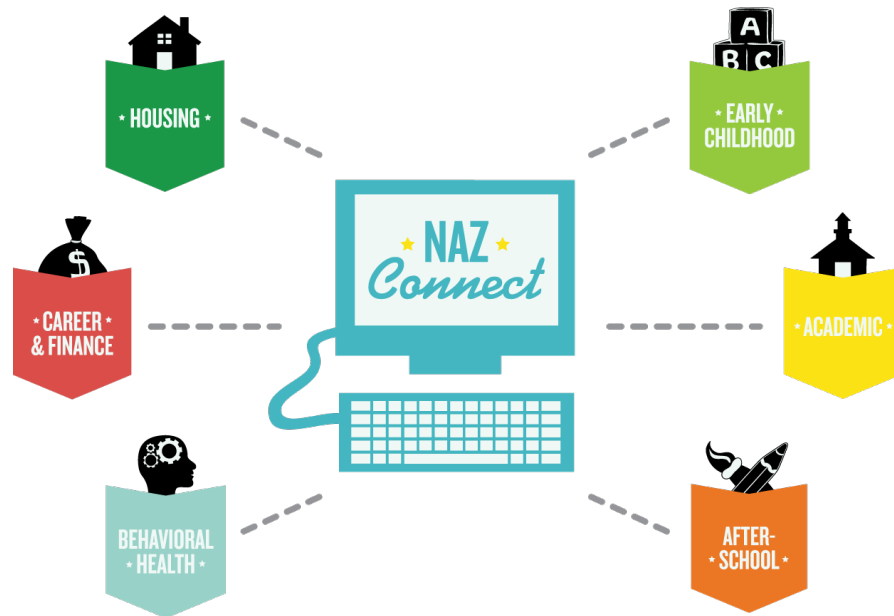 A
B C
HOUSING
EARLY
CHILDHOOD
NAZ
Connect
$
CAREER
& FINANCE
ACADEMIC
BEHAVIORAL
HEALTH
AFTER-
SCHOOL